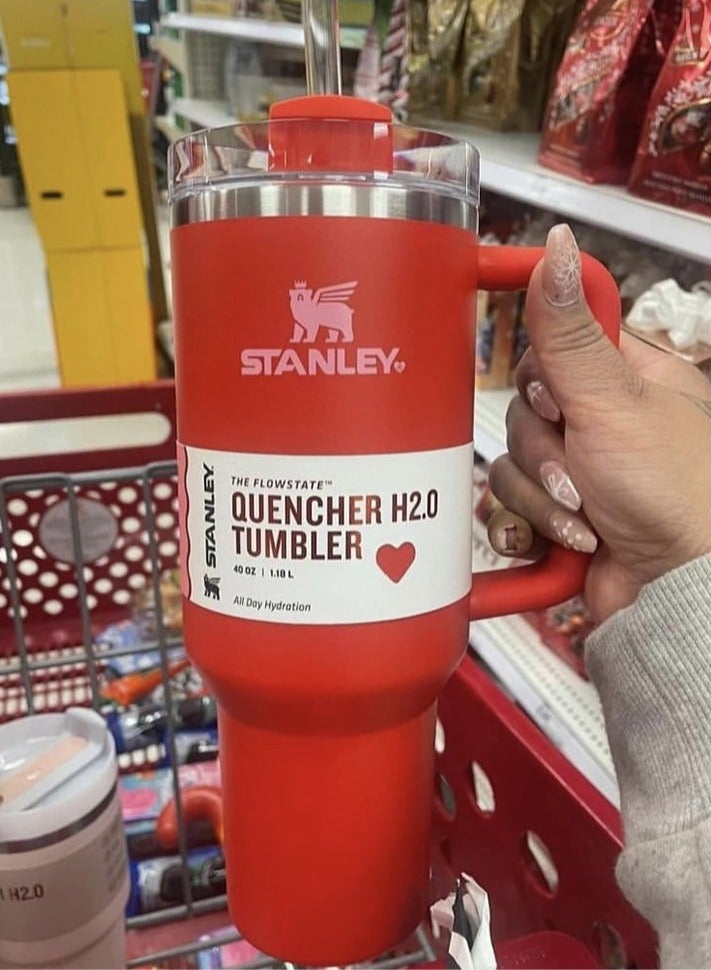 STANLEY
STANLEY
THE FLOWSTATE™
QUENCHER H2.0
TUMBLER
40 OZ | 1.18 L
All Day Hydration
H2.0